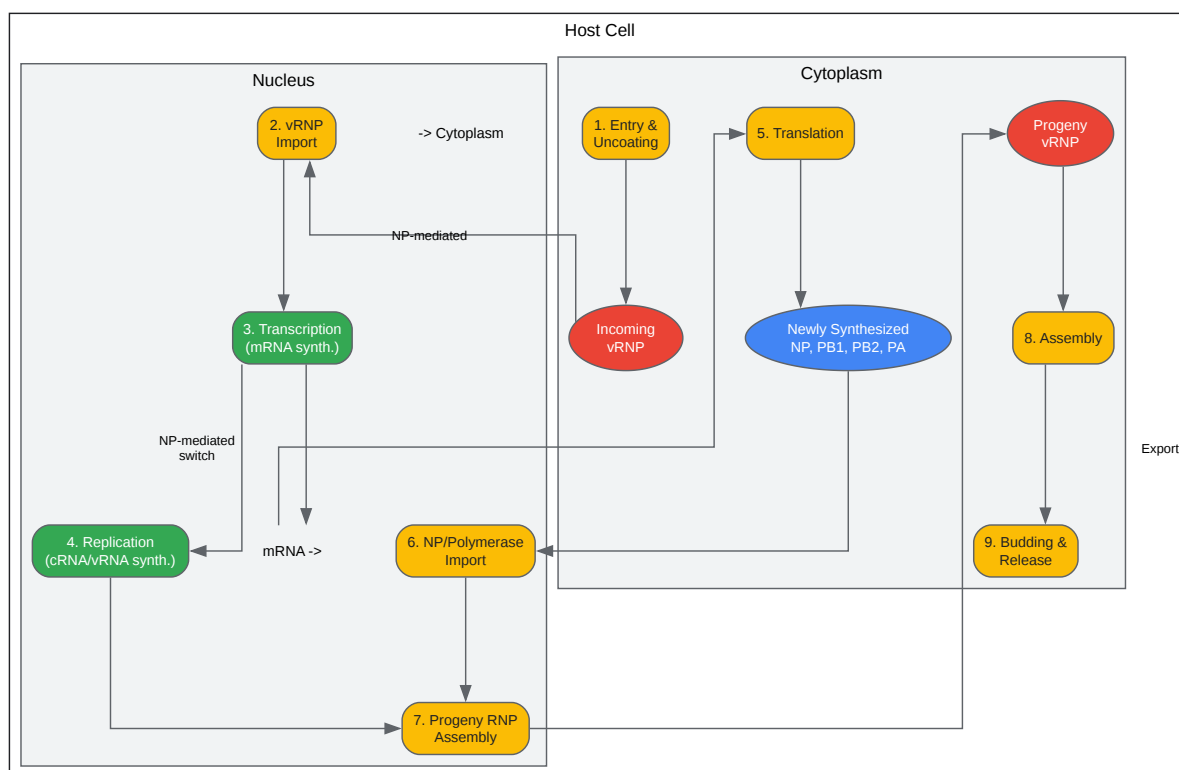 Host Cell
Nucleus
Cytoplasm
2. vRNP
Import
-> Cytoplasm
1. Entry &
Uncoating
5. Translation
Progeny
vRNP
NP-mediated
3. Transcription
(mRNA synth.)
Incoming
vRNP
Newly Synthesized
NP, PB1, PB2, PA
8. Assembly
NP-mediated
switch
Export
4. Replication
(cRNA/vRNA synth.)
mRNA ->
6. NP/Polymerase
Import
9. Budding &
Release
7. Progeny RNP
Assembly